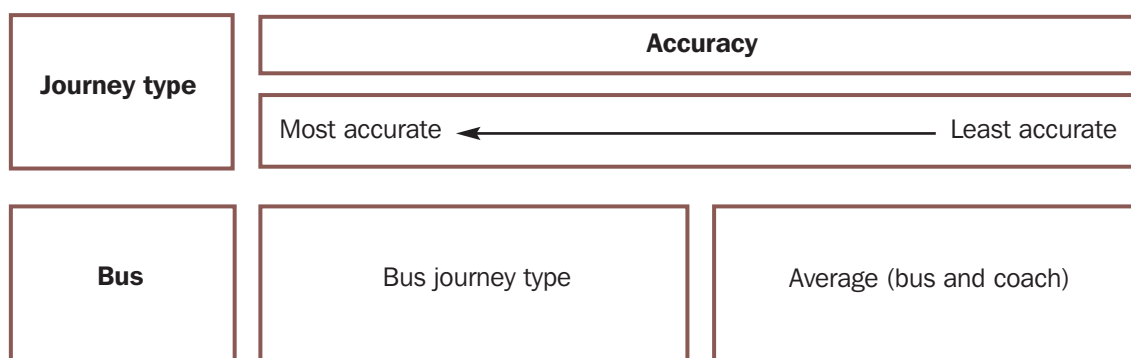 Journey type
Accuracy
Most accurate
Least accurate
Bus
Bus journey type
Average (bus and coach)